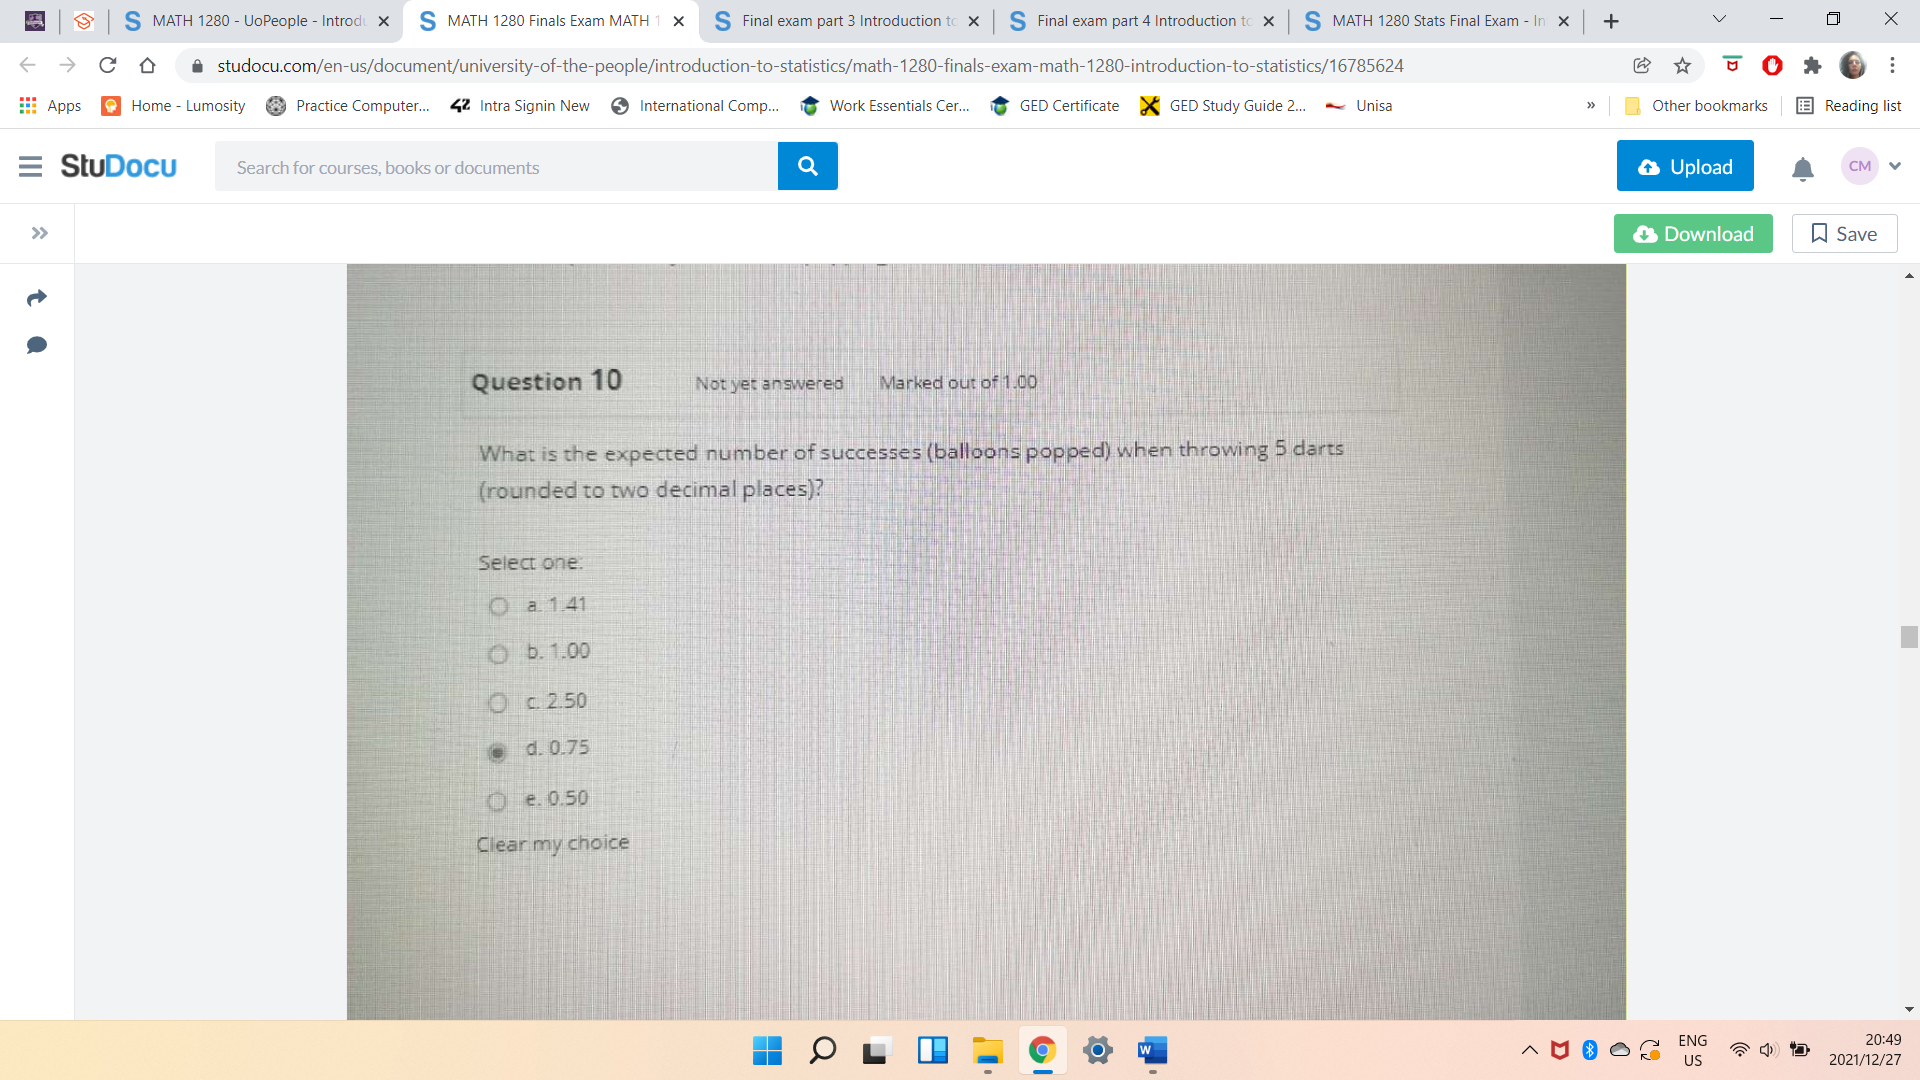 MATH 1280 - UoPeople - Introdu
MATH 1280 Finals Exam MATH 1
Final exam part 3 Introduction to
Final exam part 4 Introduction to
MATH 1280 Stats Final Exam - In
studocu.com/en-us/document/university-of-the-people/introduction-to-statistics/math-1280-finals-exam-math-1280-introduction-to-statistics/16785624
Apps
Home - Lumosity
Practice Computer...
Intra Signin New
International Comp...
Work Essentials Cer...
GED Certificate
GED Study Guide 2...
Unisa
»
Other bookmarks
Reading list
StuDocu
Search for courses, books or documents
Upload
CM
Download
Save
Question 10
Not yet answered
Marked out of 1.00
What is the expected number of successes (balloons popped) when throwing 5 darts
(rounded to two decimal places)?
Select one:
a. 1.41
b. 1.00
c. 2.50
d. 0.75
e. 0.50
Clear my choice
ENG
US
20:49
2021/12/27